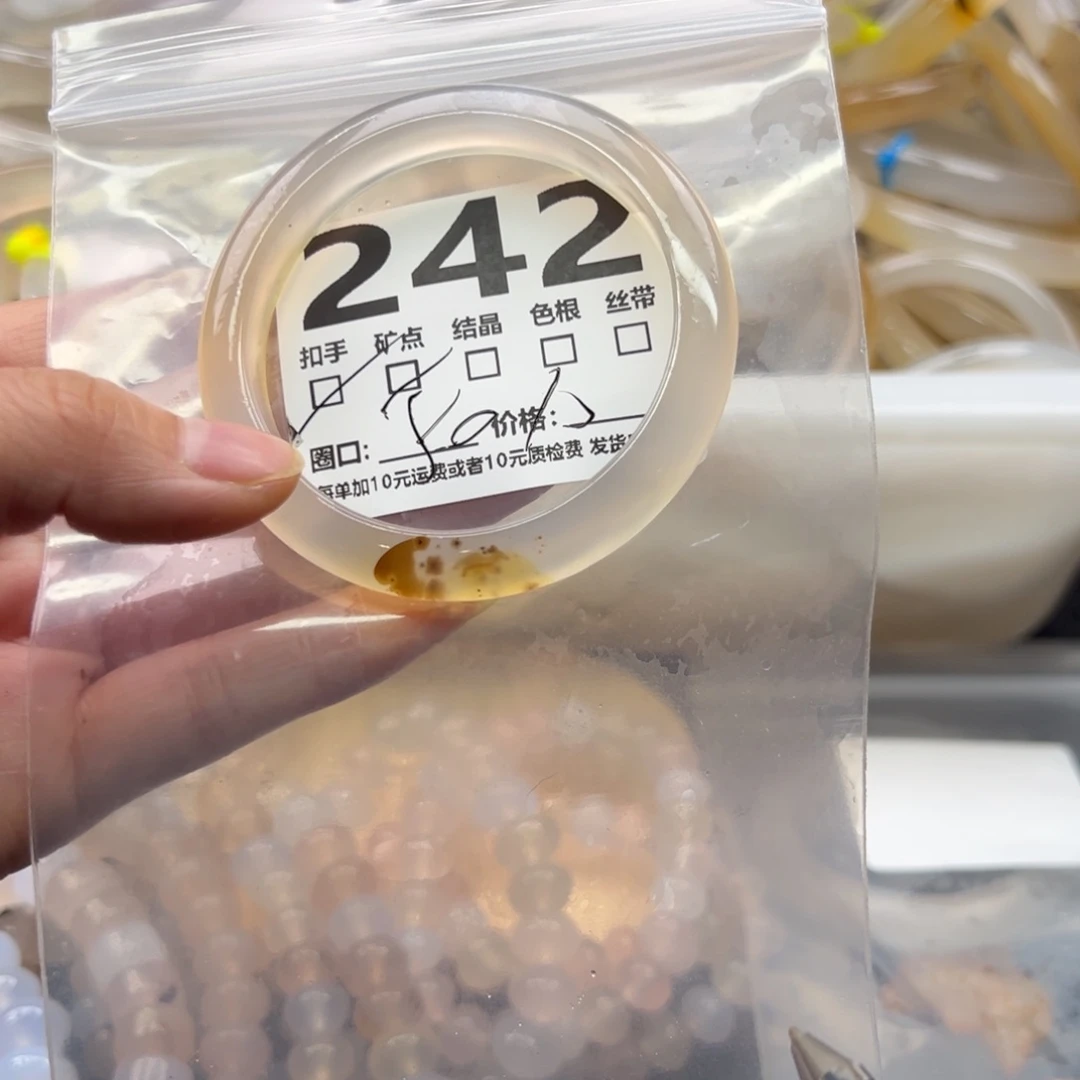 242
扣手 矿点 结晶 色根 丝带
圈口: 价格:
每单加10元运费或者10元质检费 发货